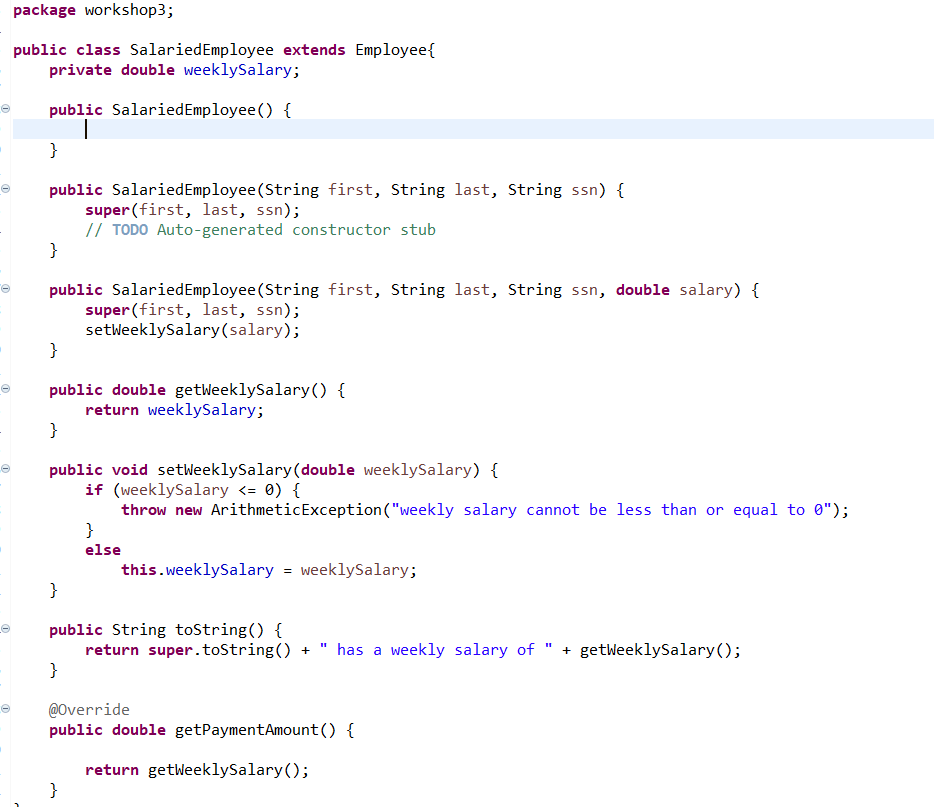 package workshop3;
public class SalariedEmployee extends Employee{
private double weeklySalary;
public SalariedEmployee() {
}
public SalariedEmployee(String first, String last, String ssn) {
super(first, last, ssn);
// TODO Auto-generated constructor stub
}
public SalariedEmployee(String first, String last, String ssn, double salary) {
super(first, last, ssn);
setWeeklySalary(salary);
}
public double getWeeklySalary() {
return weeklySalary;
}
public void setWeeklySalary(double weeklySalary) {
if (weeklySalary <= 0) {
throw new ArithmeticException("weekly salary cannot be less than or equal to 0");
}
else
this.weeklySalary = weeklySalary;
}
public String toString() {
return super.toString() + " has a weekly salary of " + getWeeklySalary();
}
@Override
public double getPaymentAmount() {
return getWeeklySalary();
}
}